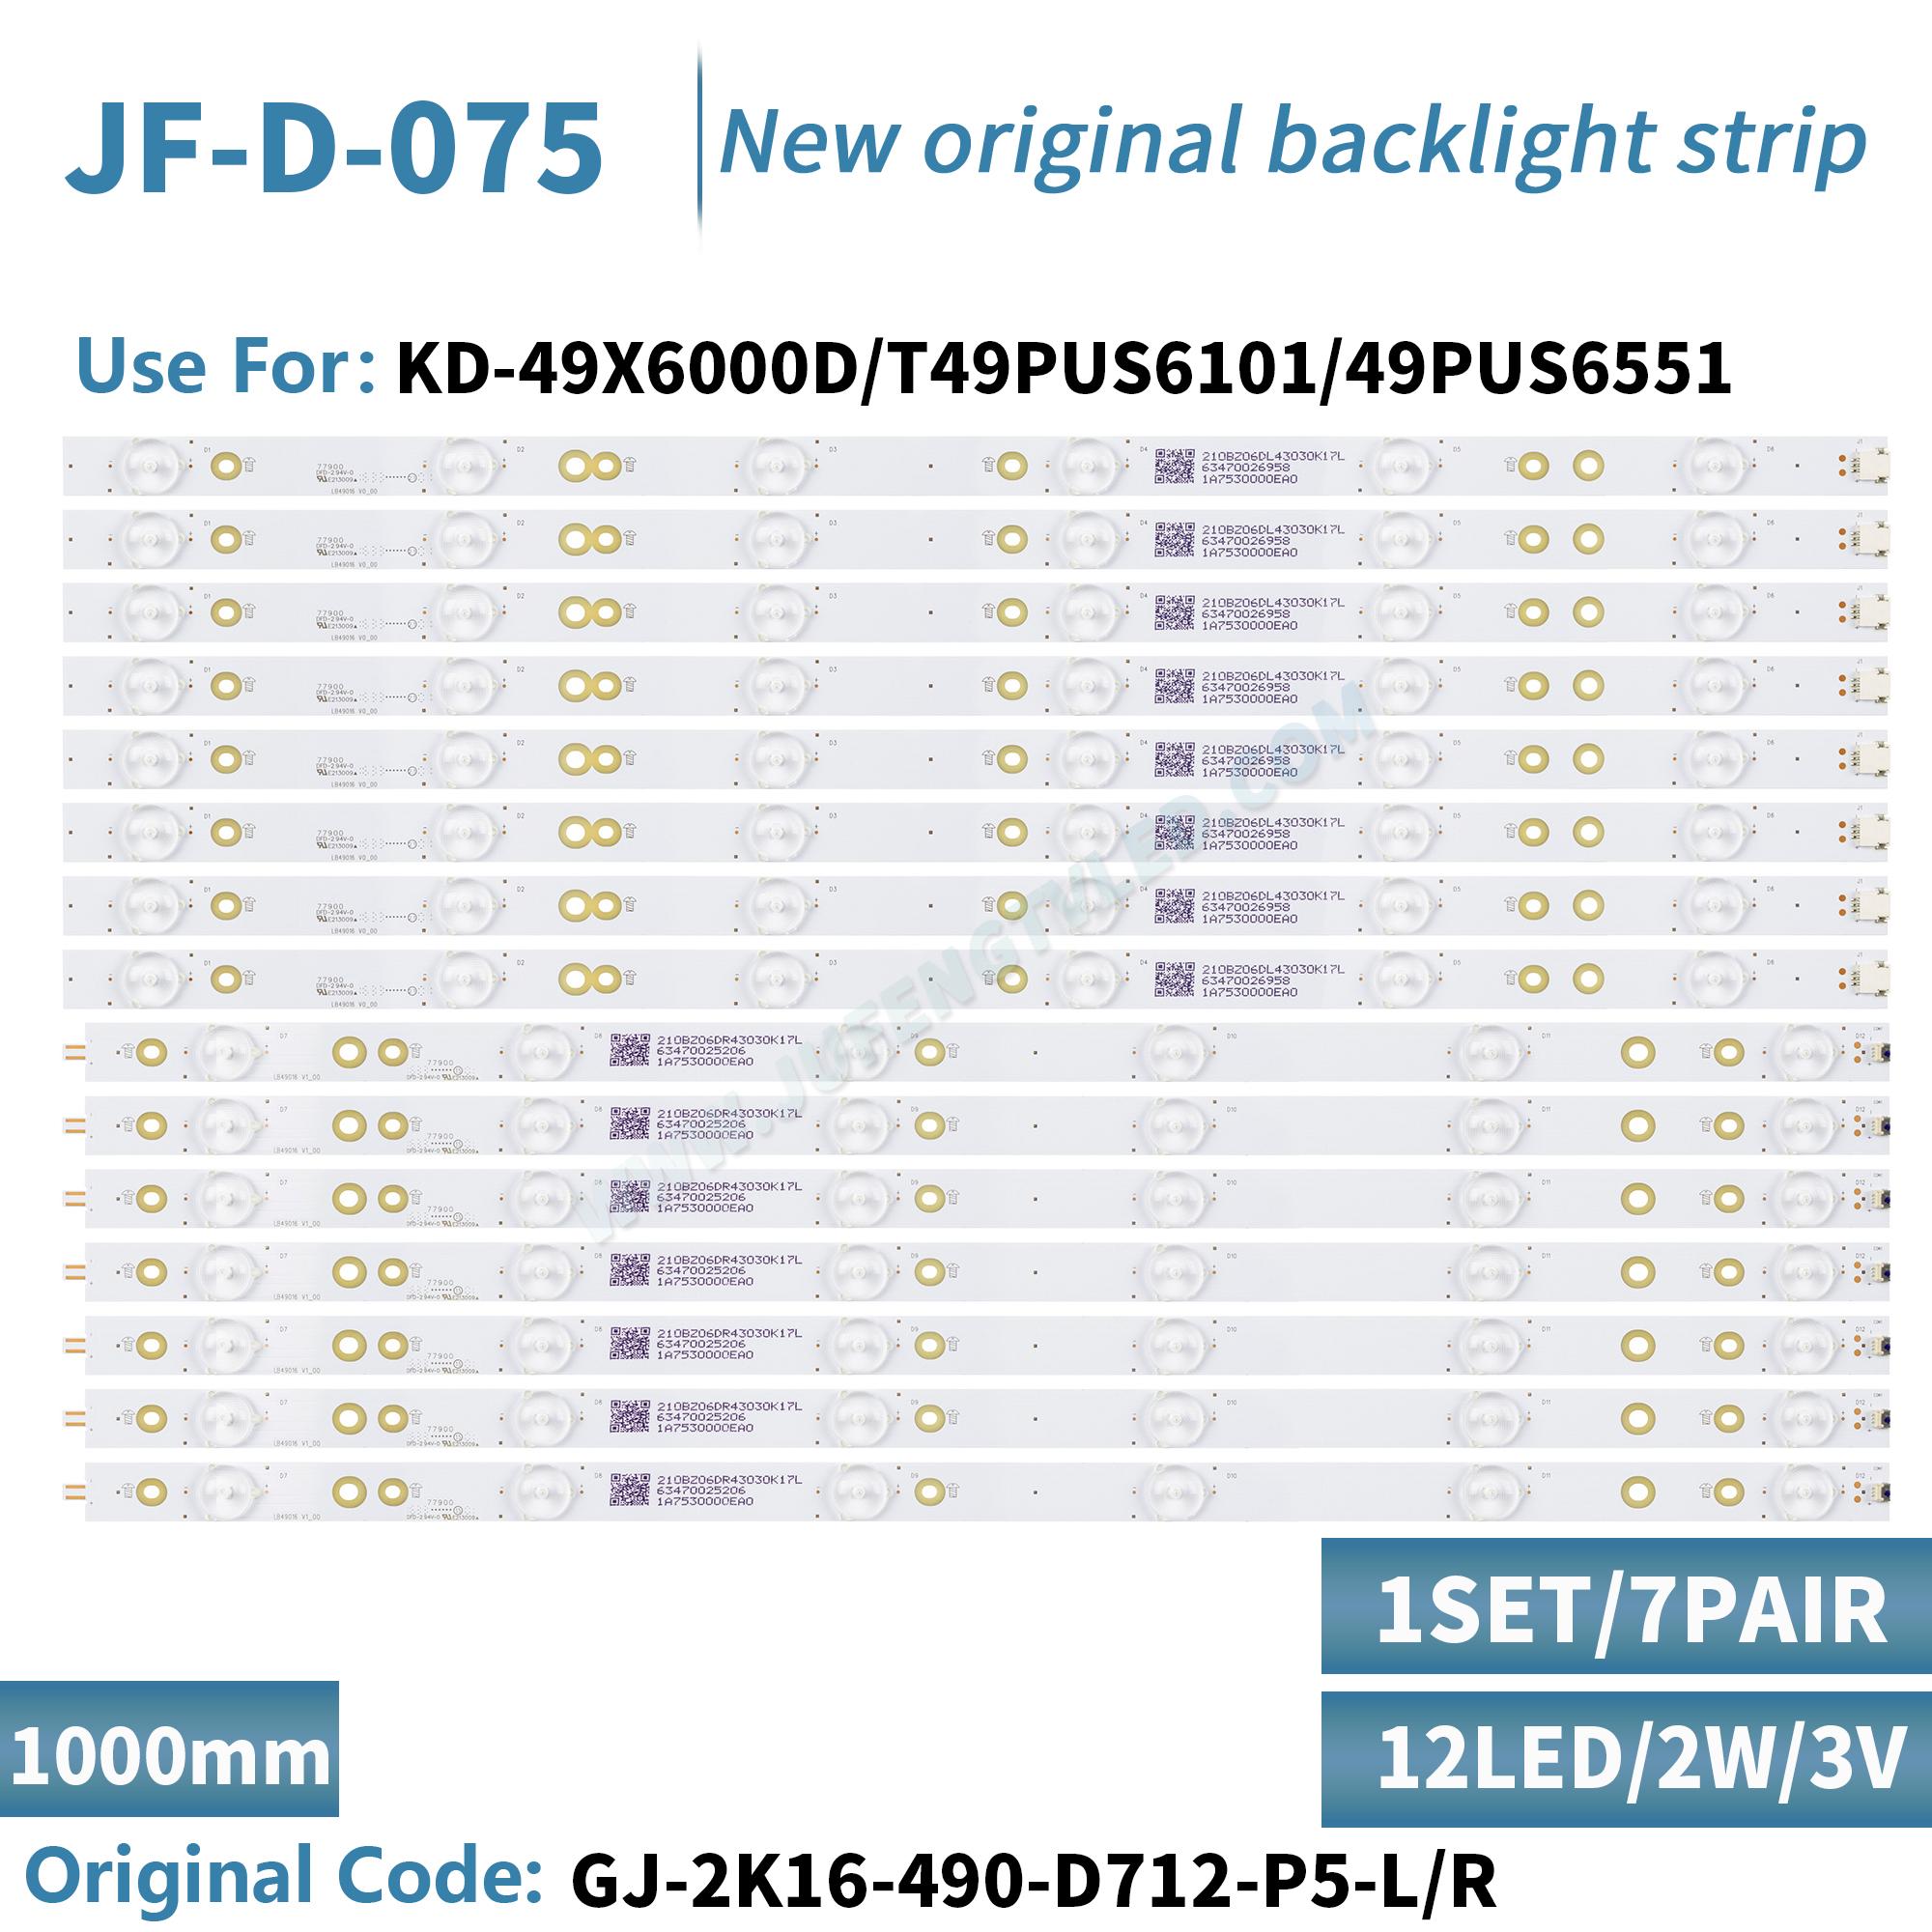 JF-D-075
New original backlight strip
Use For: KD-49X6000D/T49PUS6101/49PUS6551
D1 D2 D3 D4 D5 D6 J1
77900
DFD-2 94V-0
E213009
LB49016 V0_00
210BZ06DL43030K17L
63470026958
1A7530000EA0
D1 D2 D3 D4 D5 D6 J1
77900
DFD-2 94V-0
E213009
LB49016 V0_00
210BZ06DL43030K17L
63470026958
1A7530000EA0
D1 D2 D3 D4 D5 D6 J1
77900
DFD-2 94V-0
E213009
LB49016 V0_00
210BZ06DL43030K17L
63470026958
1A7530000EA0
D1 D2 D3 D4 D5 D6 J1
77900
DFD-2 94V-0
E213009
LB49016 V0_00
210BZ06DL43030K17L
63470026958
1A7530000EA0
D1 D2 D3 D4 D5 D6 J1
77900
DFD-2 94V-0
E213009
LB49016 V0_00
210BZ06DL43030K17L
63470026958
1A7530000EA0
D1 D2 D3 D4 D5 D6 J1
77900
DFD-2 94V-0
E213009
LB49016 V0_00
210BZ06DL43030K17L
63470026958
1A7530000EA0
D1 D2 D3 D4 D5 D6 J1
77900
DFD-2 94V-0
E213009
LB49016 V0_00
210BZ06DL43030K17L
63470026958
1A7530000EA0
D1 D2 D3 D4 D5 D6 J1
77900
DFD-2 94V-0
E213009
LB49016 V0_00
210BZ06DL43030K17L
63470026958
1A7530000EA0
D7 D8 D9 D10 D11 D12
77900
DFD-2 94V-0 E213009
LB49016 V1_00
210BZ06DR43030K17L
63470025206
1A7530000EA0
D7 D8 D9 D10 D11 D12
77900
DFD-2 94V-0 E213009
LB49016 V1_00
210BZ06DR43030K17L
63470025206
1A7530000EA0
D7 D8 D9 D10 D11 D12
77900
DFD-2 94V-0 E213009
LB49016 V1_00
210BZ06DR43030K17L
63470025206
1A7530000EA0
D7 D8 D9 D10 D11 D12
77900
DFD-2 94V-0 E213009
LB49016 V1_00
210BZ06DR43030K17L
63470025206
1A7530000EA0
D7 D8 D9 D10 D11 D12
77900
DFD-2 94V-0 E213009
LB49016 V1_00
210BZ06DR43030K17L
63470025206
1A7530000EA0
D7 D8 D9 D10 D11 D12
77900
DFD-2 94V-0 E213009
LB49016 V1_00
210BZ06DR43030K17L
63470025206
1A7530000EA0
D7 D8 D9 D10 D11 D12
77900
DFD-2 94V-0 E213009
LB49016 V1_00
210BZ06DR43030K17L
63470025206
1A7530000EA0
WWW.JUFENGTVLED.COM
1SET/7PAIR
1000mm
12LED/2W/3V
Original Code: GJ-2K16-490-D712-P5-L/R